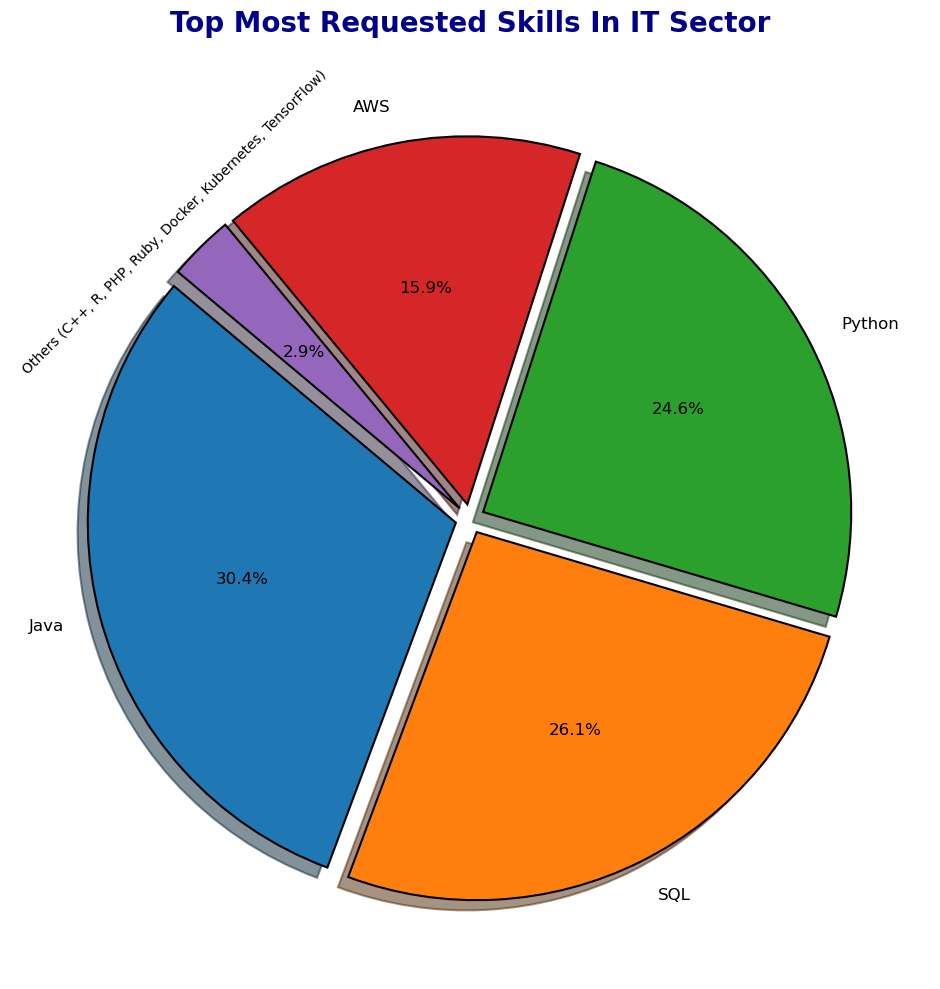 Top Most Requested Skills In IT Sector
Others (C++, R, PHP, Ruby, Docker, Kubernetes, TensorFlow)
AWS
15.9%
Python
2.9%
24.6%
30.4%
Java
26.1%
SQL